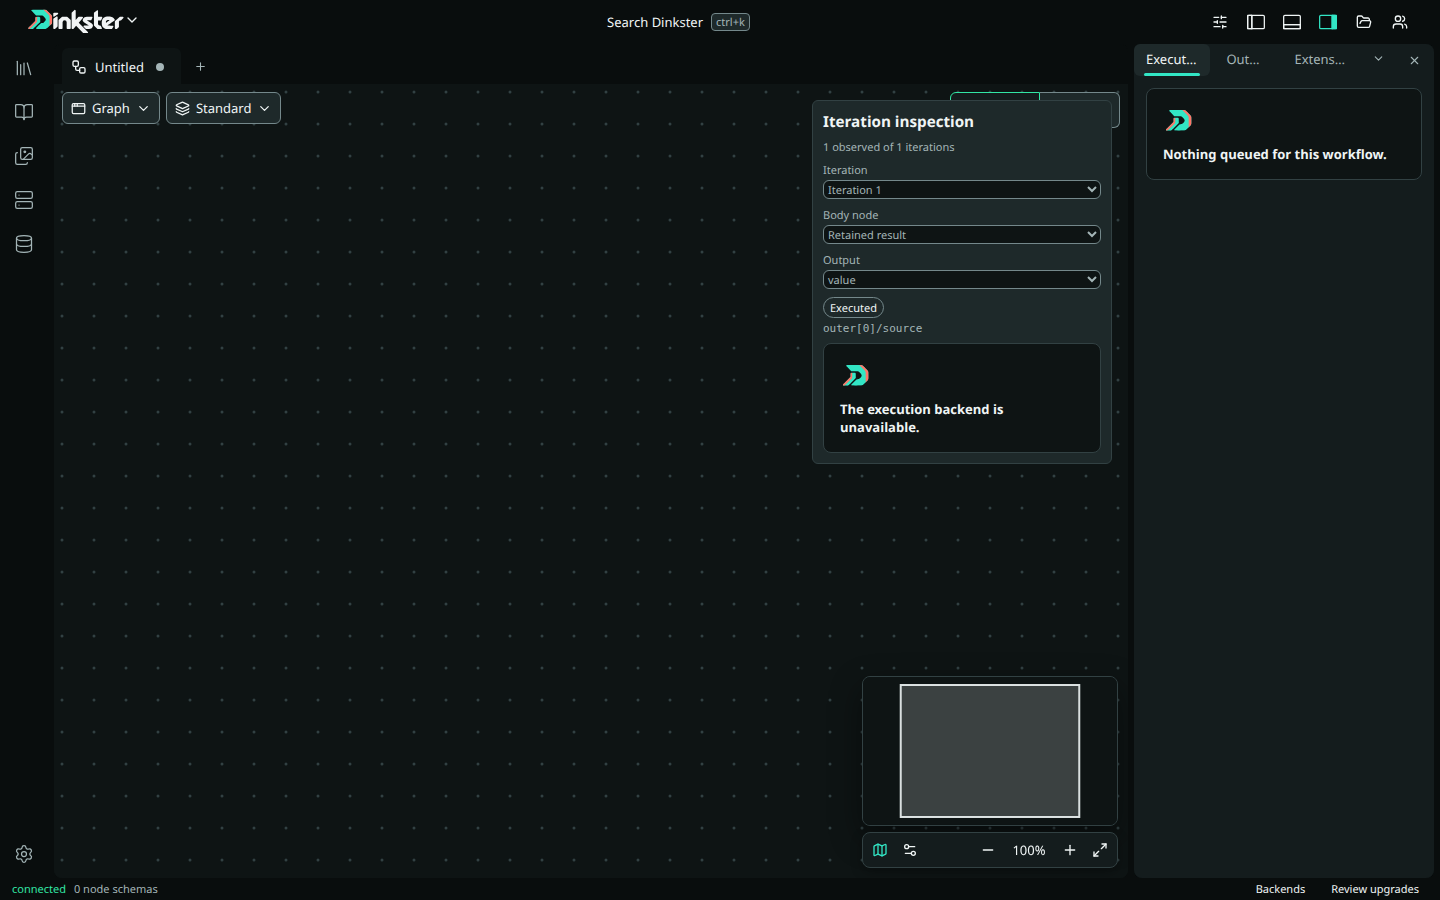 Dinkster
Search Dinkster ctrl+k
Untitled
Execut...
Out...
Extens...
Graph
Standard
Iteration inspection
1 observed of 1 iterations
Iteration
Iteration 1
Body node
Retained result
Output
value
Executed
outer[0]/source
The execution backend is
unavailable.
Nothing queued for this workflow.
100%
connected 0 node schemas
Backends
Review upgrades